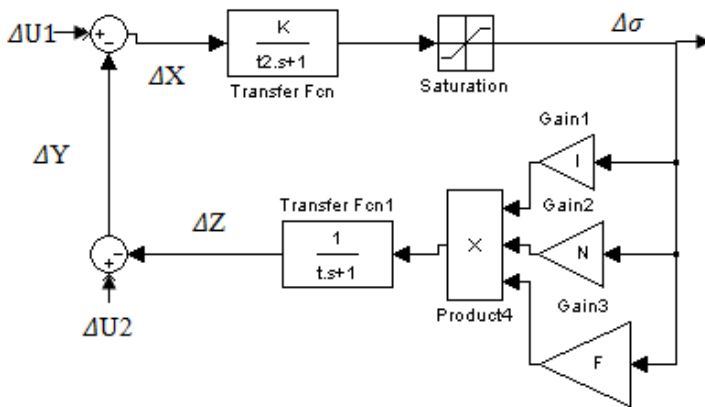 ΔU1
ΔX
K
t2.s+1
Transfer Fcn
Saturation
Δσ
Gain1
I
ΔY
ΔZ
Transfer Fcn1
1
t.s+1
×
Product4
Gain2
N
Gain3
F
ΔU2